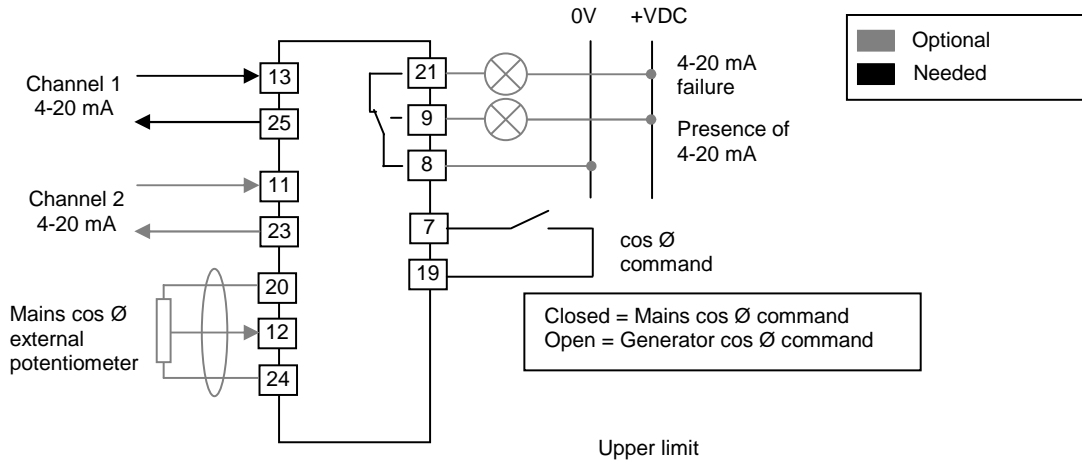 0V +VDC
Optional
Needed
Channel 1
4-20 mA
13
25
21
9
8
4-20 mA
failure
Presence of
4-20 mA
Channel 2
4-20 mA
11
23
7
19
cos Ø
command
Mains cos Ø
external
potentiometer
20
12
24
Closed = Mains cos Ø command
Open = Generator cos Ø command
Upper limit